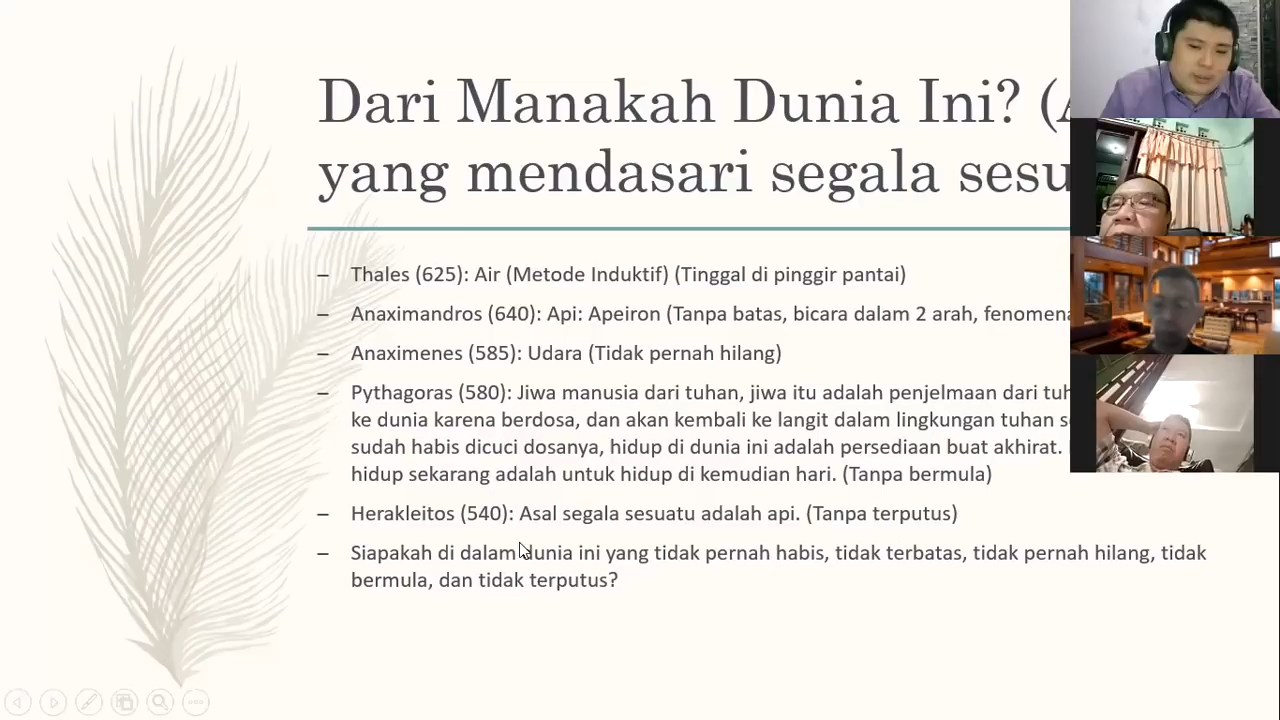 Dari Manakah Dunia Ini? (
yang mendasari segala sesu
– Thales (625): Air (Metode Induktif) (Tinggal di pinggir pantai)
– Anaximandros (640): Api: Apeiron (Tanpa batas, bicara dalam 2 arah, fenomena
– Anaximenes (585): Udara (Tidak pernah hilang)
– Pythagoras (580): Jiwa manusia dari tuhan, jiwa itu adalah penjelmaan dari tuh
ke dunia karena berdosa, dan akan kembali ke langit dalam lingkungan tuhan s
sudah habis dicuci dosanya, hidup di dunia ini adalah persediaan buat akhirat.
hidup sekarang adalah untuk hidup di kemudian hari. (Tanpa bermula)
– Herakleitos (540): Asal segala sesuatu adalah api. (Tanpa terputus)
– Siapakah di dalam dunia ini yang tidak pernah habis, tidak terbatas, tidak pernah hilang, tidak
bermula, dan tidak terputus?